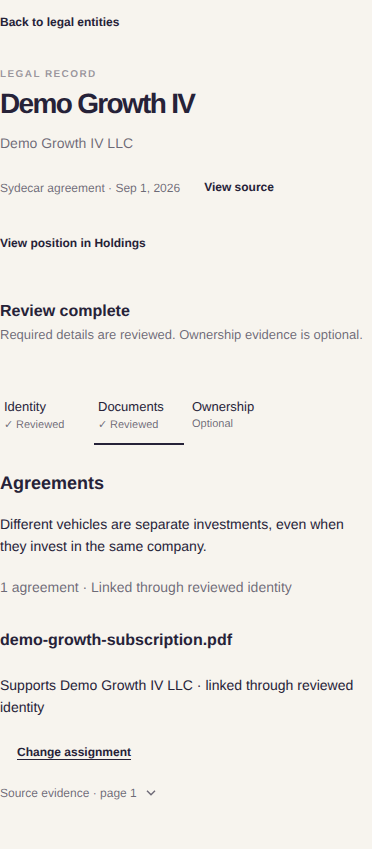 Back to legal entities
LEGAL RECORD
Demo Growth IV
Demo Growth IV LLC
Sydecar agreement · Sep 1, 2026 View source
View position in Holdings
Review complete
Required details are reviewed. Ownership evidence is optional.
Identity Documents Ownership
✓ Reviewed ✓ Reviewed Optional
Agreements
Different vehicles are separate investments, even when
they invest in the same company.
1 agreement · Linked through reviewed identity
demo-growth-subscription.pdf
Supports Demo Growth IV LLC · linked through reviewed
identity
Change assignment
Source evidence · page 1